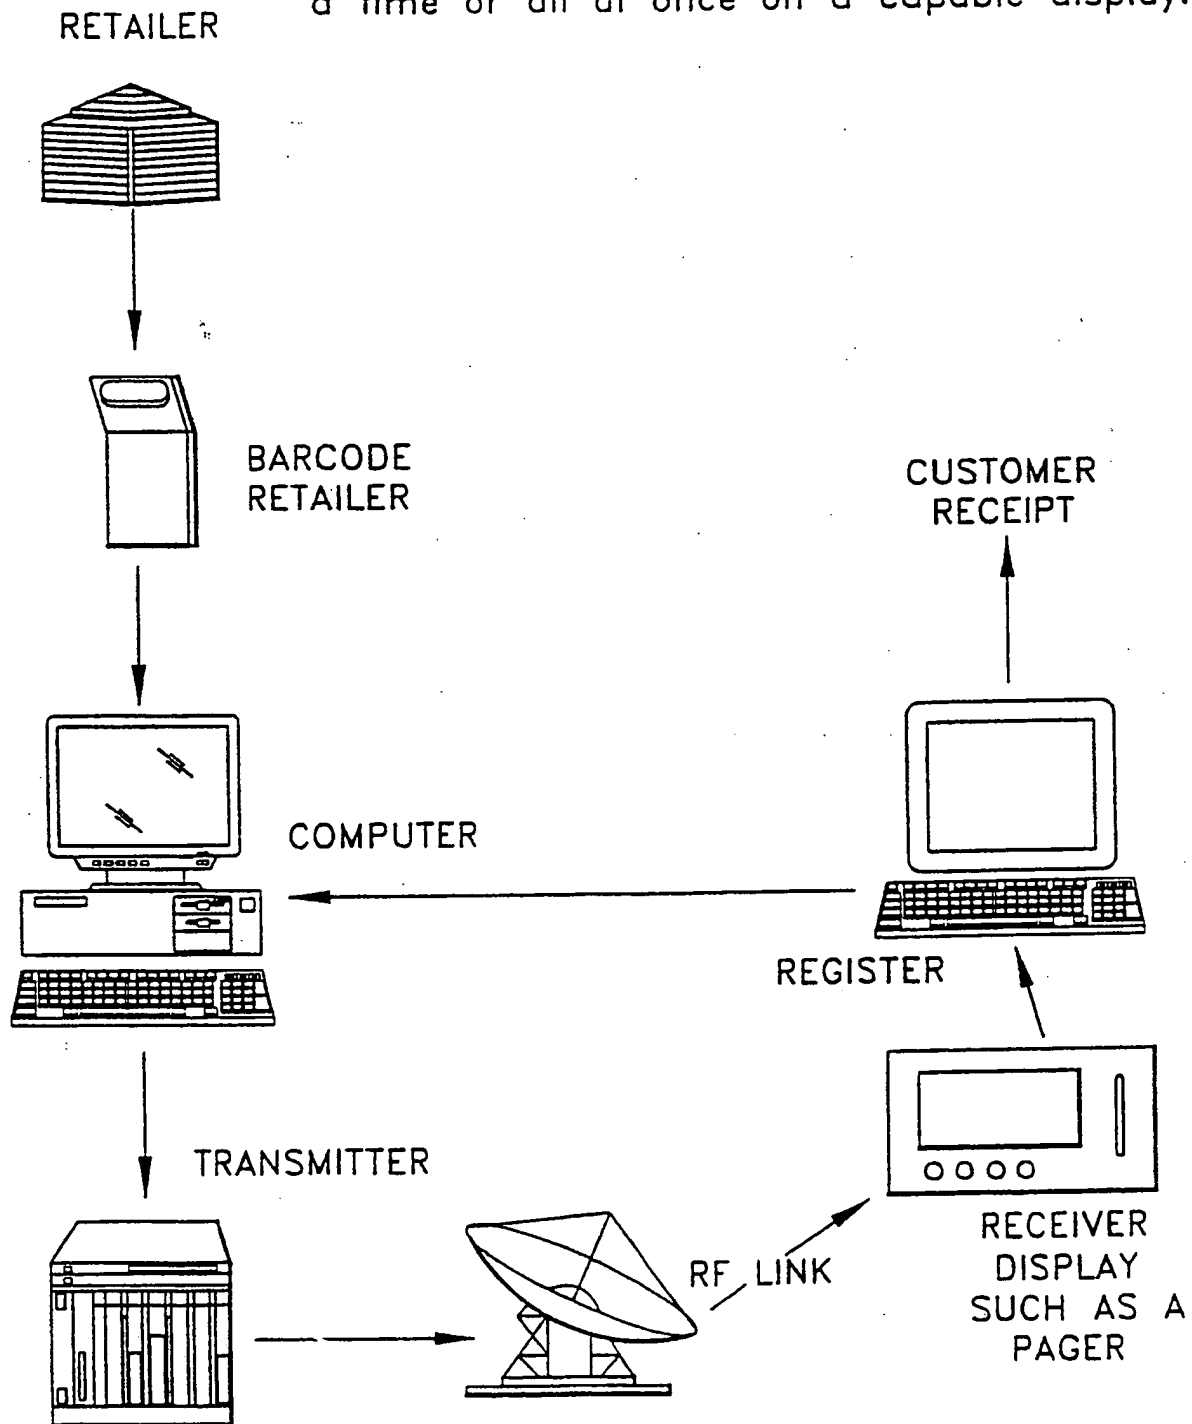 a time or all at once on a capable display.
RETAILER
BARCODE
RETAILER
CUSTOMER
RECEIPT
COMPUTER
REGISTER
TRANSMITTER
RF LINK
RECEIVER
DISPLAY
SUCH AS A
PAGER